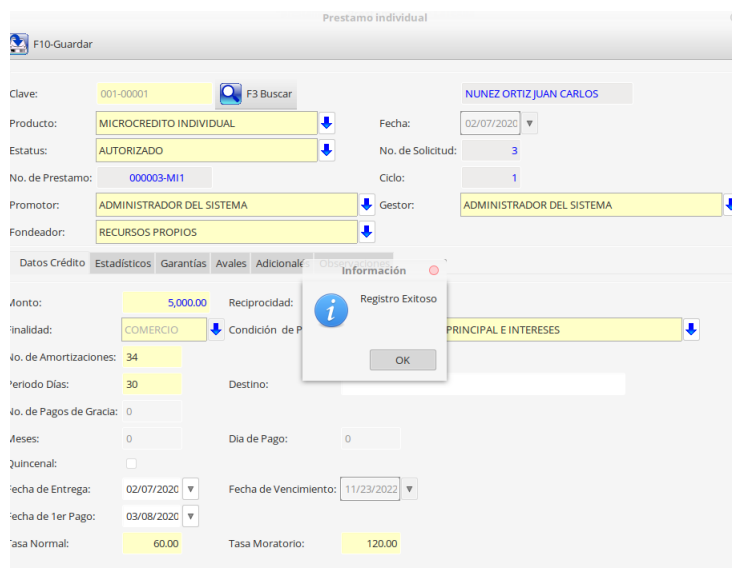 Prestamo individual
F10-Guardar
Clave: 001-00001 F3 Buscar NUNEZ ORTIZ JUAN CARLOS
Producto: MICROCREDITO INDIVIDUAL Fecha: 02/07/2020
Estatus: AUTORIZADO No. de Solicitud: 3
No. de Prestamo: 000003-MI1 Ciclo: 1
Promotor: ADMINISTRADOR DEL SISTEMA Gestor: ADMINISTRADOR DEL SISTEMA
Fondeador: RECURSOS PROPIOS
Datos Crédito Estadísticos Garantías Avales Adicionales Observaciones
Información
Monto: 5,000.00 Reciprocidad: Registro Exitoso
Finalidad: COMERCIO Condición de P PRINCIPAL E INTERESES
No. de Amortizaciones: 34 OK
Periodo Días: 30 Destino:
No. de Pagos de Gracia: 0
Meses: 0 Dia de Pago: 0
Quincenal:
Fecha de Entrega: 02/07/2020 Fecha de Vencimiento: 11/23/2022
Fecha de 1er Pago: 03/08/2020
Tasa Normal: 60.00 Tasa Moratorio: 120.00